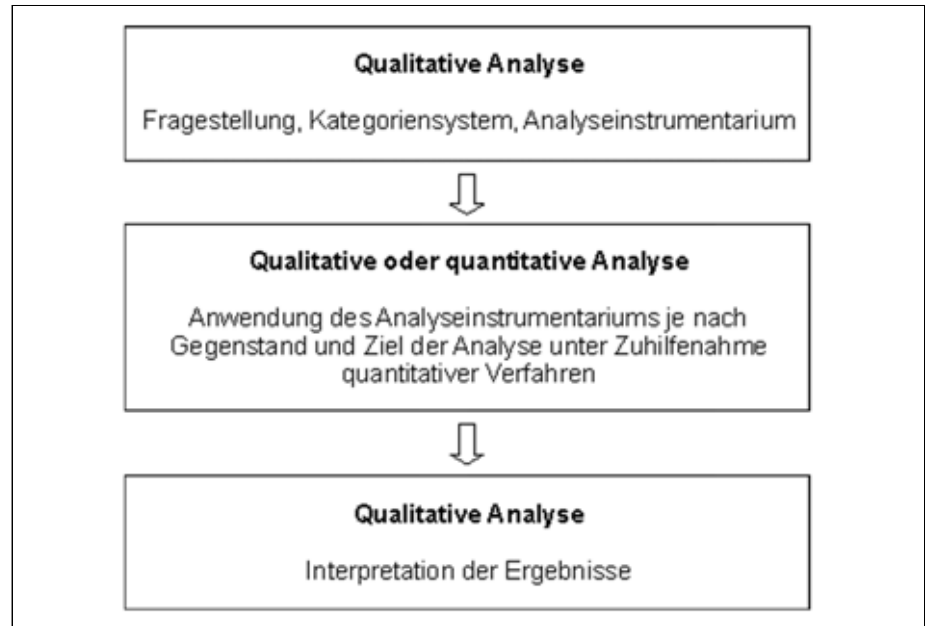 Qualitative Analyse
Fragestellung, Kategoriensystem, Analyseinstrumentarium
Qualitative oder quantitative Analyse
Anwendung des Analyseinstrumentariums je nach
Gegenstand und Ziel der Analyse unter Zuhilfenahme
quantitativer Verfahren
Qualitative Analyse
Interpretation der Ergebnisse